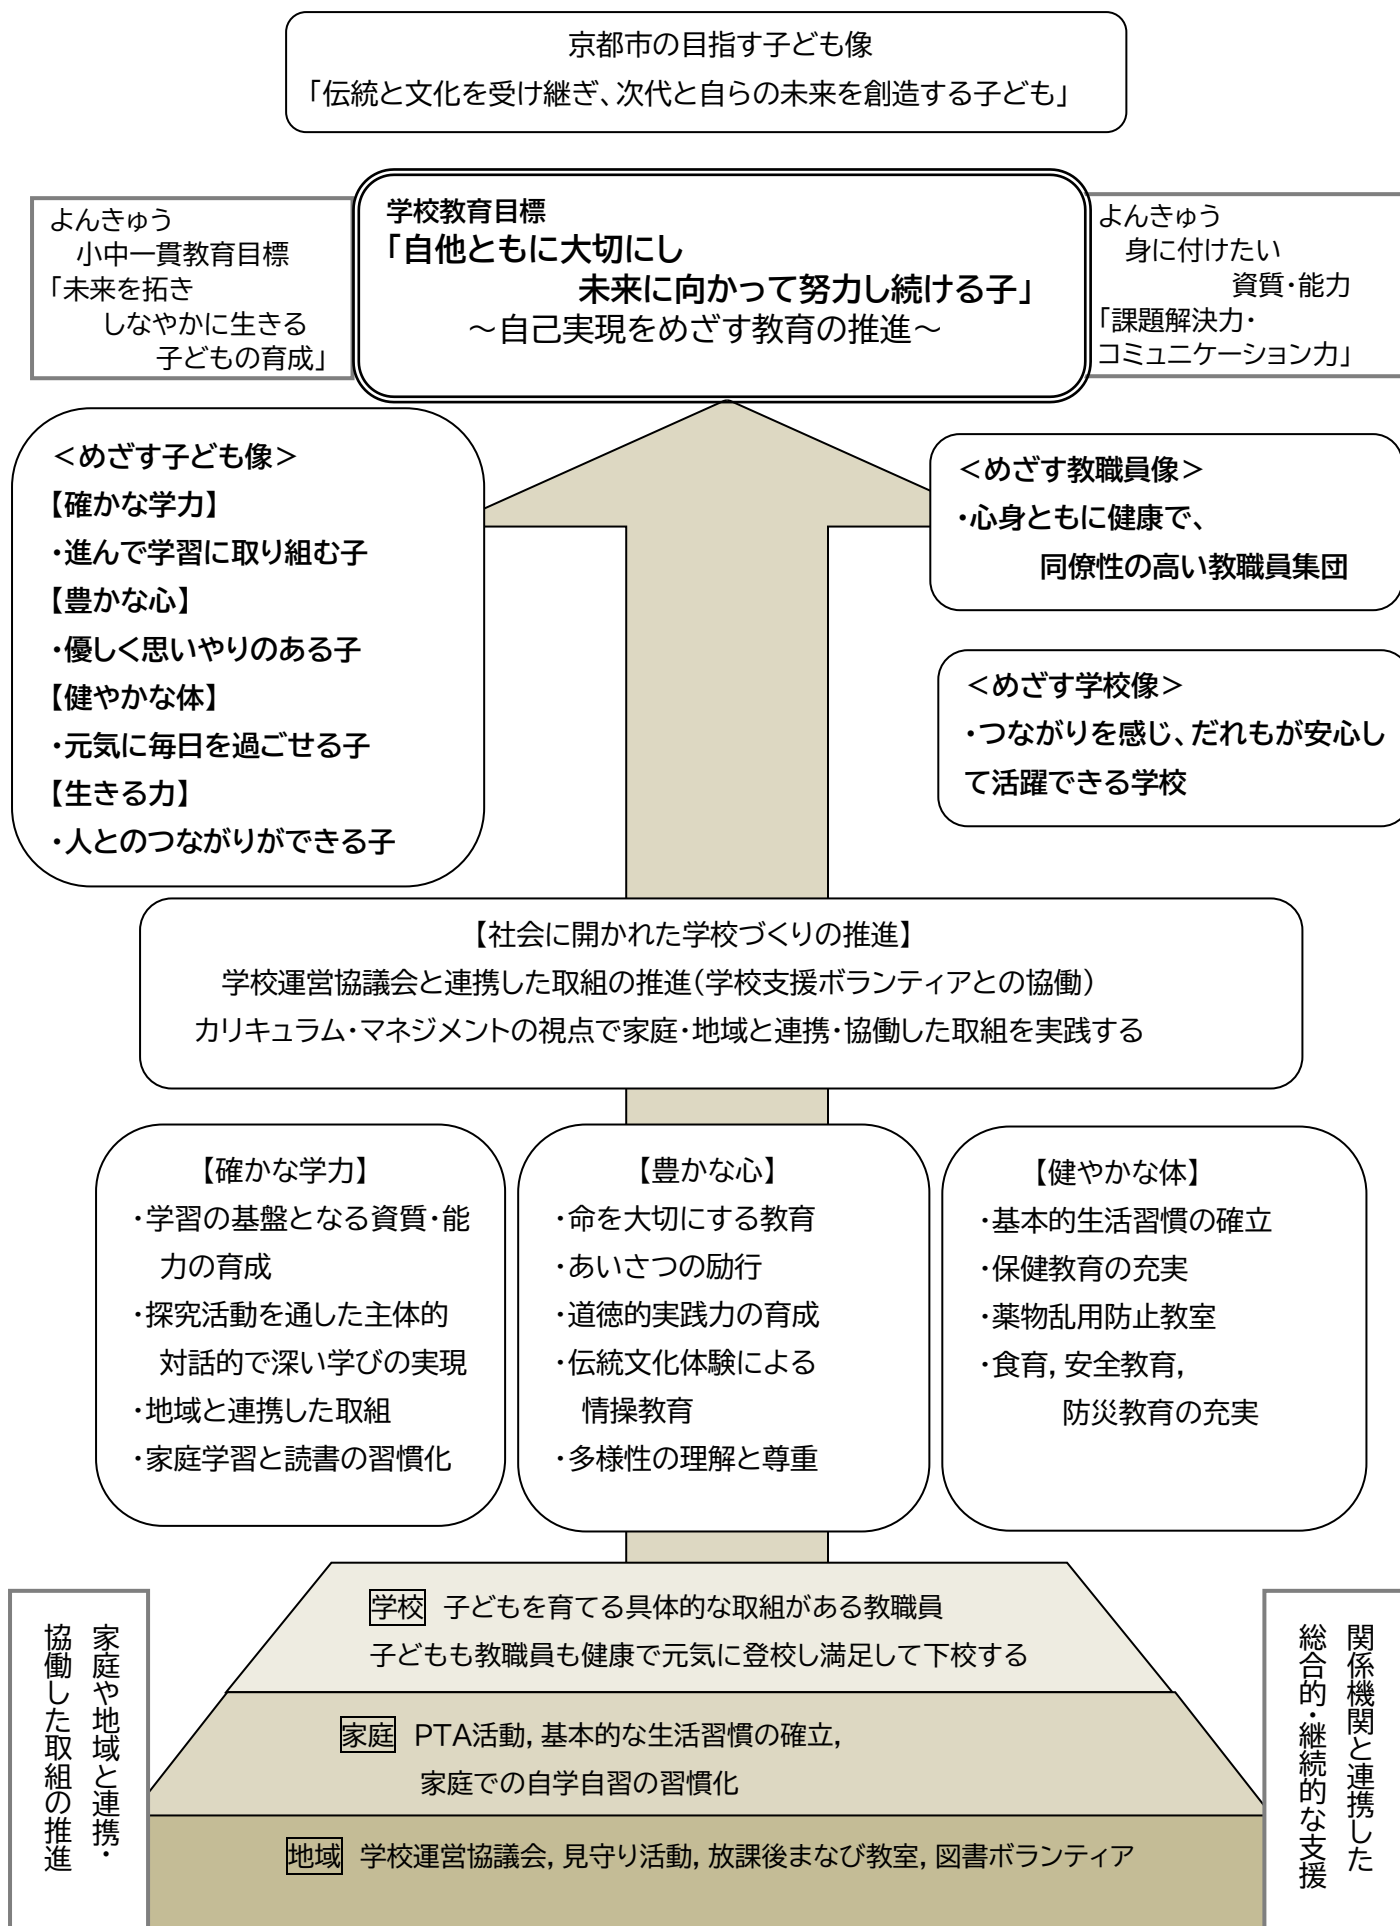 京都市の目指す子ども像
「伝統と文化を受け継ぎ、次代と自らの未来を創造する子ども」
よんきゅう
小中一貫教育目標
「未来を拓き
しなやかに生きる
子どもの育成」
学校教育目標
「自他ともに大切にし
未来に向かって努力し続ける子」
～自己実現をめざす教育の推進～
よんきゅう
身に付けたい
資質・能力
「課題解決力・
コミュニケーション力」
＜めざす子ども像＞
【確かな学力】
・進んで学習に取り組む子
【豊かな心】
・優しく思いやりのある子
【健やかな体】
・元気に毎日を過ごせる子
【生きる力】
・人とのつながりができる子
＜めざす教職員像＞
・心身ともに健康で、
同僚性の高い教職員集団
＜めざす学校像＞
・つながりを感じ、だれもが安心し
て活躍できる学校
【社会に開かれた学校づくりの推進】
学校運営協議会と連携した取組の推進（学校支援ボランティアとの協働）
カリキュラム・マネジメントの視点で家庭・地域と連携・協働した取組を実践する
【確かな学力】
・学習の基盤となる資質・能
力の育成
・探究活動を通した主体的
対話的で深い学びの実現
・地域と連携した取組
・家庭学習と読書の習慣化
【豊かな心】
・命を大切にする教育
・あいさつの励行
・道徳的実践力の育成
・伝統文化体験による
情操教育
・多様性の理解と尊重
【健やかな体】
・基本的生活習慣の確立
・保健教育の充実
・薬物乱用防止教室
・食育，安全教育，
防災教育の充実
家庭や地域と連携・
協働した取組の推進
学校 子どもを育てる具体的な取組がある教職員
子どもも教職員も健康で元気に登校し満足して下校する
家庭 PTA活動，基本的な生活習慣の確立，
家庭での自学自習の習慣化
地域 学校運営協議会，見守り活動，放課後まなび教室，図書ボランティア
関係機関と連携した
総合的・継続的な支援